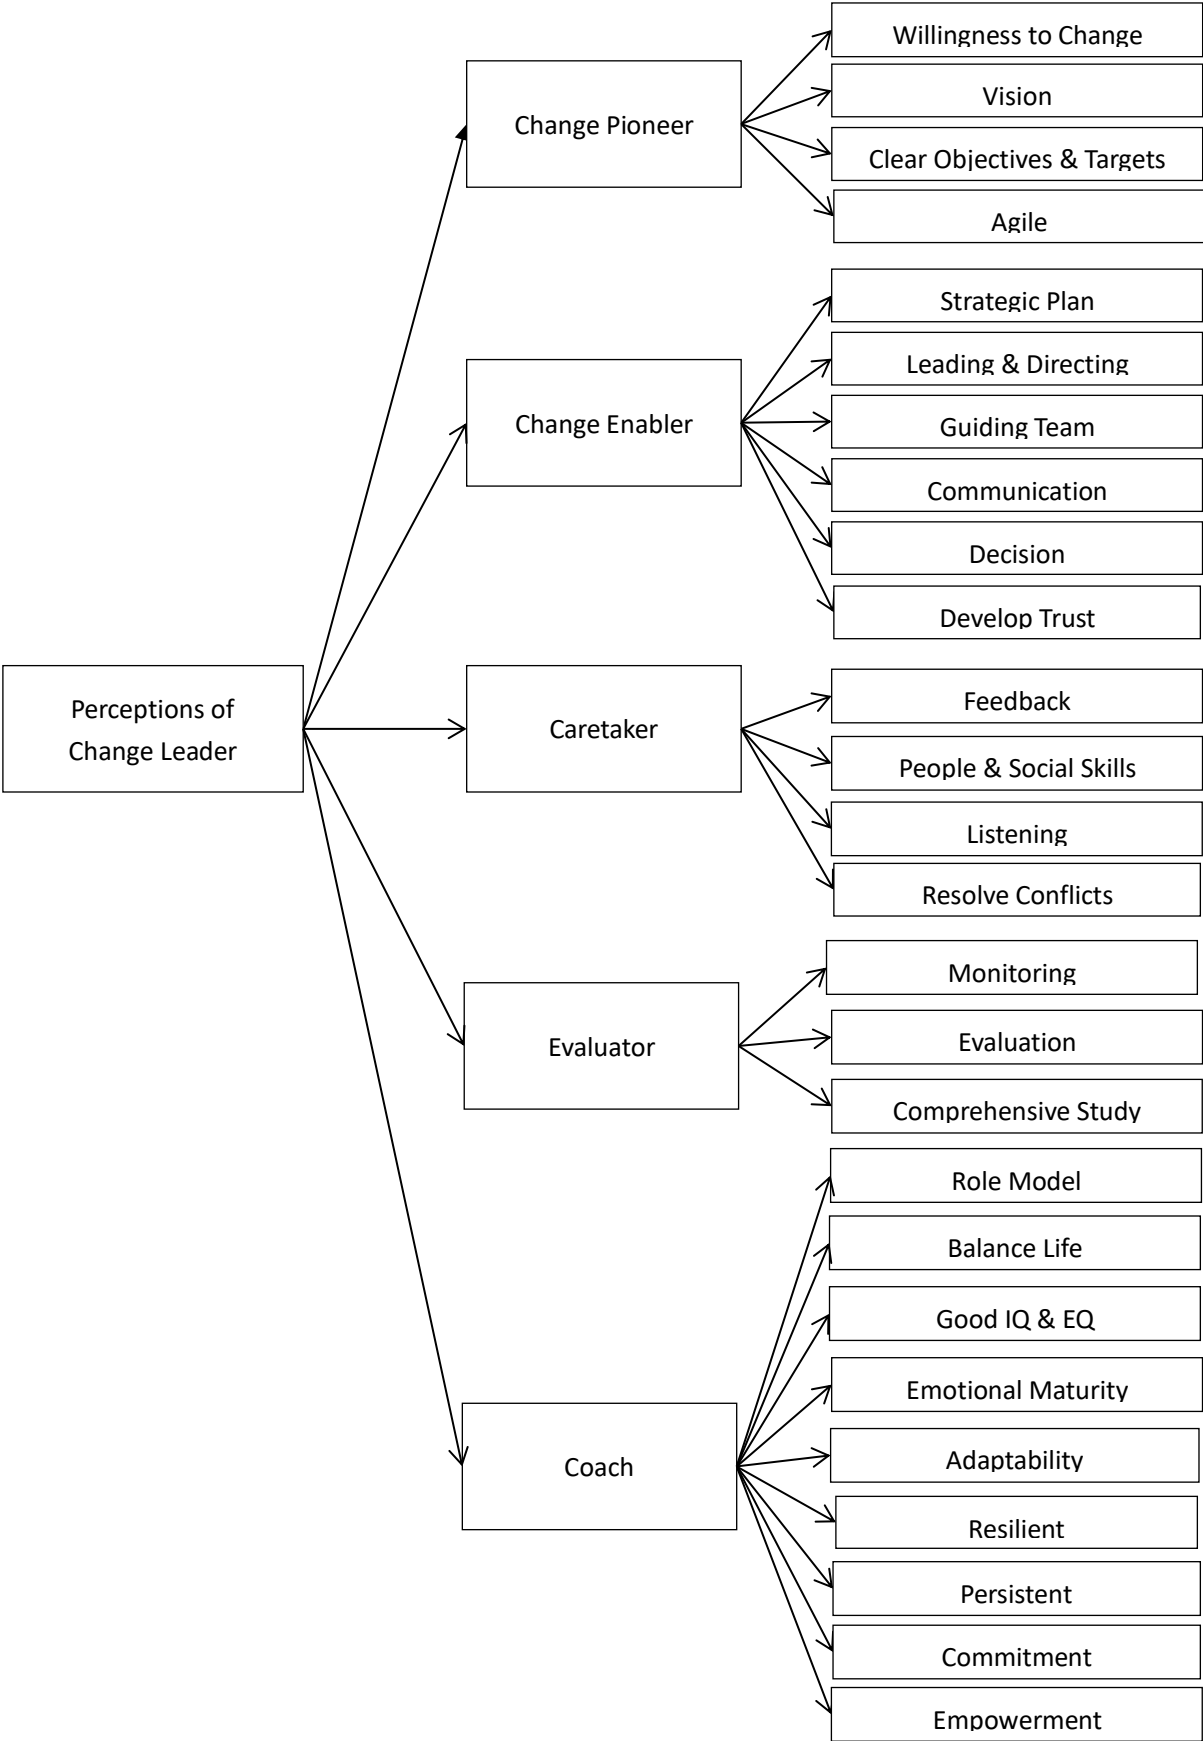 Perceptions of
Change Leader
Change Pioneer
Willingness to Change
Vision
Clear Objectives & Targets
Agile
Change Enabler
Strategic Plan
Leading & Directing
Guiding Team
Communication
Decision
Develop Trust
Caretaker
Feedback
People & Social Skills
Listening
Resolve Conflicts
Evaluator
Monitoring
Evaluation
Comprehensive Study
Coach
Role Model
Balance Life
Good IQ & EQ
Emotional Maturity
Adaptability
Resilient
Persistent
Commitment
Empowerment